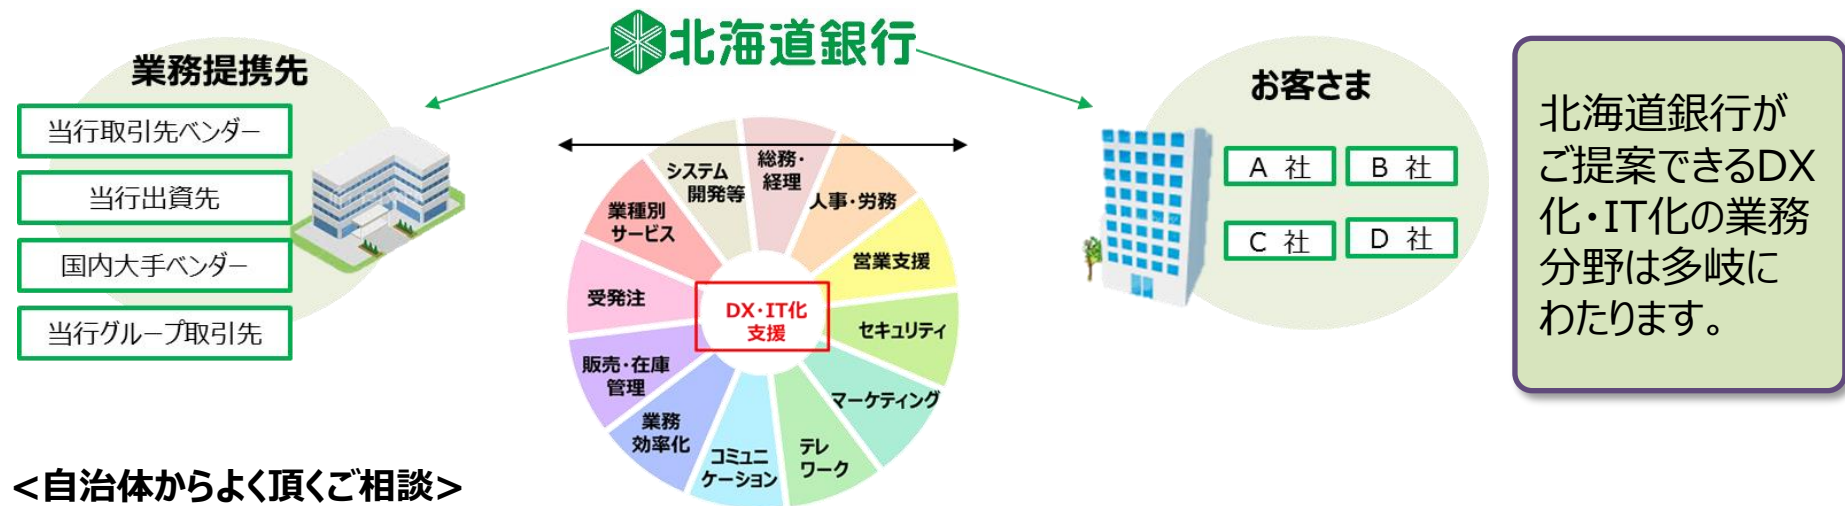 北海道銀行
業務提携先
当行取引先ベンダー
当行出資先
国内大手ベンダー
当行グループ取引先
総務・
経理
人事・労務
営業支援
セキュリティ
マーケティング
テレ
ワーク
コミュニ
ケーション
業務
効率化
販売・在庫
管理
受発注
業種別
サービス
システム
開発等
DX・IT化
支援
お客さま
A 社
B 社
C 社
D 社
北海道銀行が
ご提案できるDX
化・IT化の業務
分野は多岐に
わたります。
<自治体からよく頂くご相談>